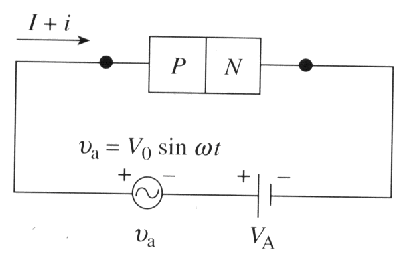 I + i
P N
υa = V0 sin ωt
+ − + −
υa VA